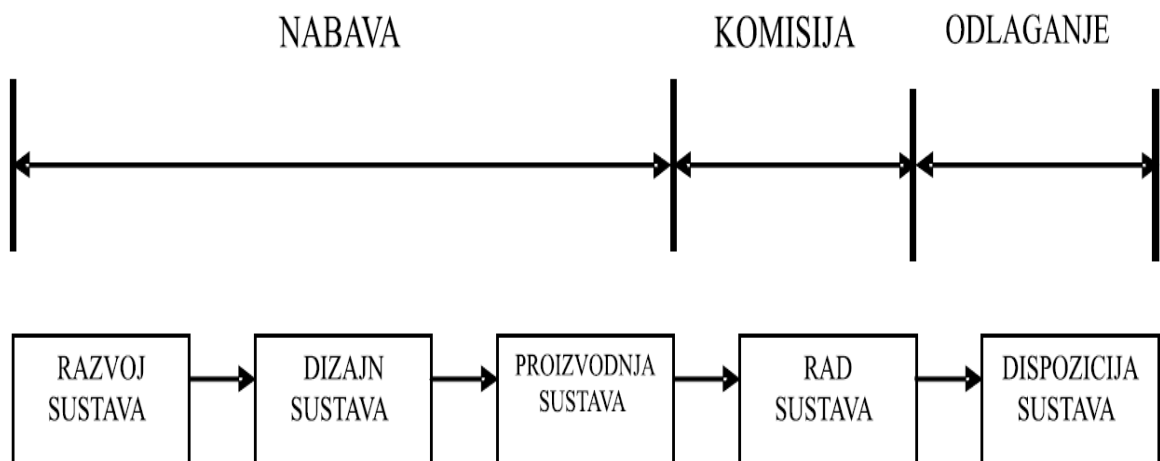 NABAVA
KOMISIJA
ODLAGANJE
RAZVOJ
SUSTAVA
DIZAJN
SUSTAVA
PROIZVODNJA
SUSTAVA
RAD
SUSTAVA
DISPOZICIJA
SUSTAVA